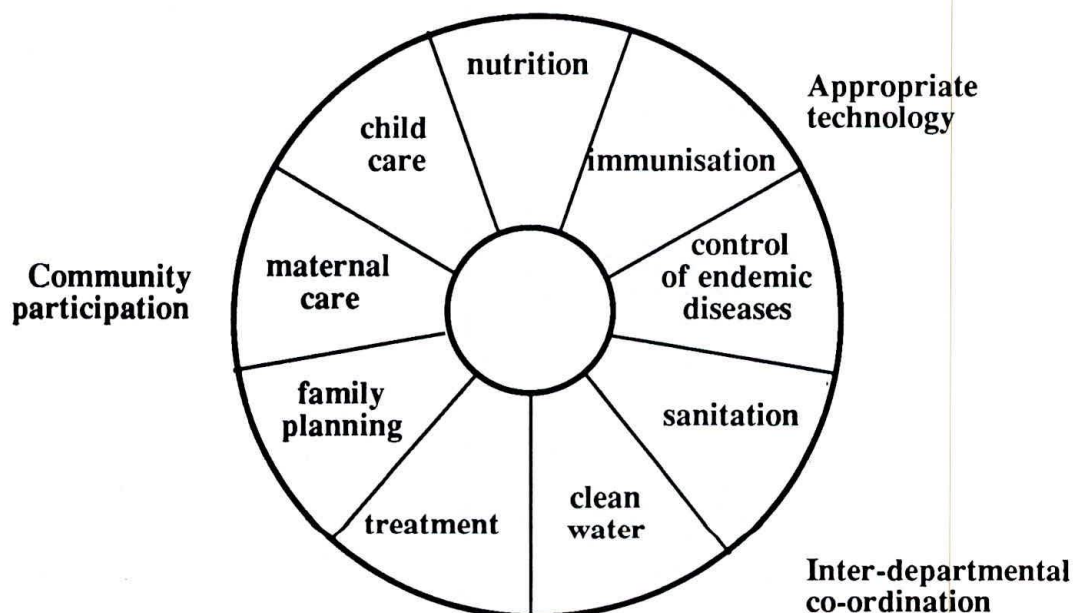 nutrition
Appropriate
technology
child
care
immunisation
control
of endemic
diseases
Community
participation
maternal
care
family
planning
sanitation
clean
water
treatment
Inter-departmental
co-ordination